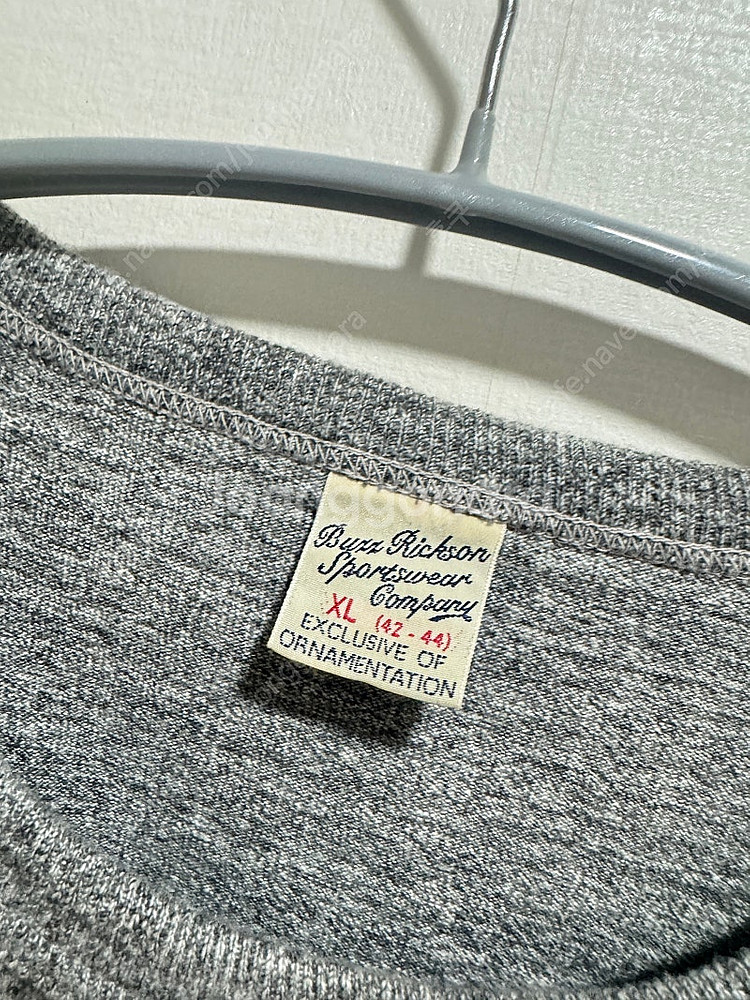 Buzz Rickson
Sportswear
Company
XL (42-44)
EXCLUSIVE OF
ORNAMENTATION